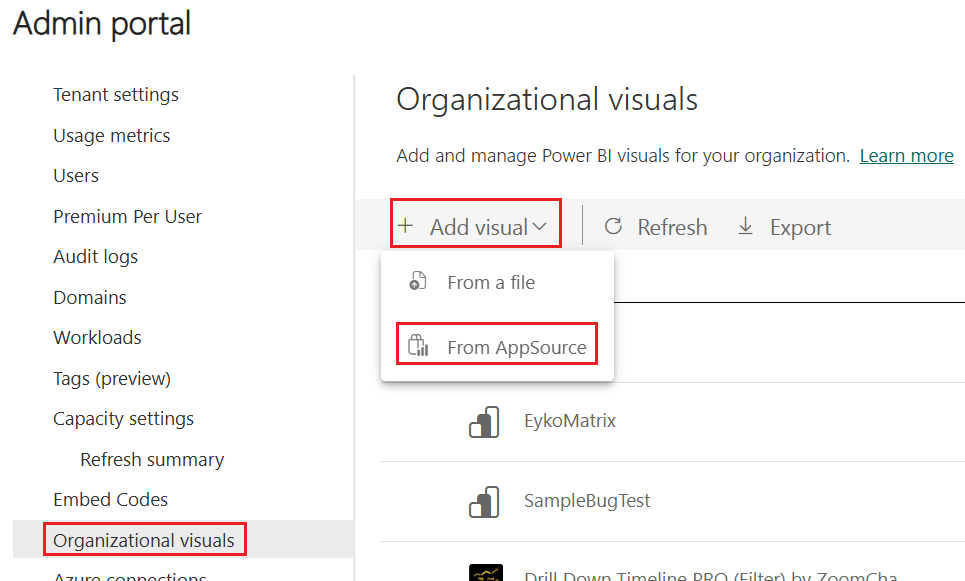 Admin portal
Tenant settings
Usage metrics
Users
Premium Per User
Audit logs
Domains
Workloads
Tags (preview)
Capacity settings
Refresh summary
Embed Codes
Organizational visuals
Azure connections
Organizational visuals
Add and manage Power BI visuals for your organization. Learn more
+ Add visual Refresh Export
From a file
From AppSource
EykoMatrix
SampleBugTest
Drill Down Timeline PRO (Filter) by ZoomCha